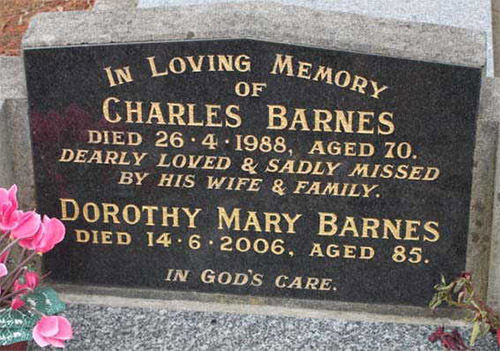 IN LOVING MEMORY
OF
CHARLES BARNES
DIED 26·4·1988, AGED 70.
DEARLY LOVED & SADLY MISSED
BY HIS WIFE & FAMILY.
DOROTHY MARY BARNES
DIED 14·6·2006, AGED 85.
IN GOD'S CARE.